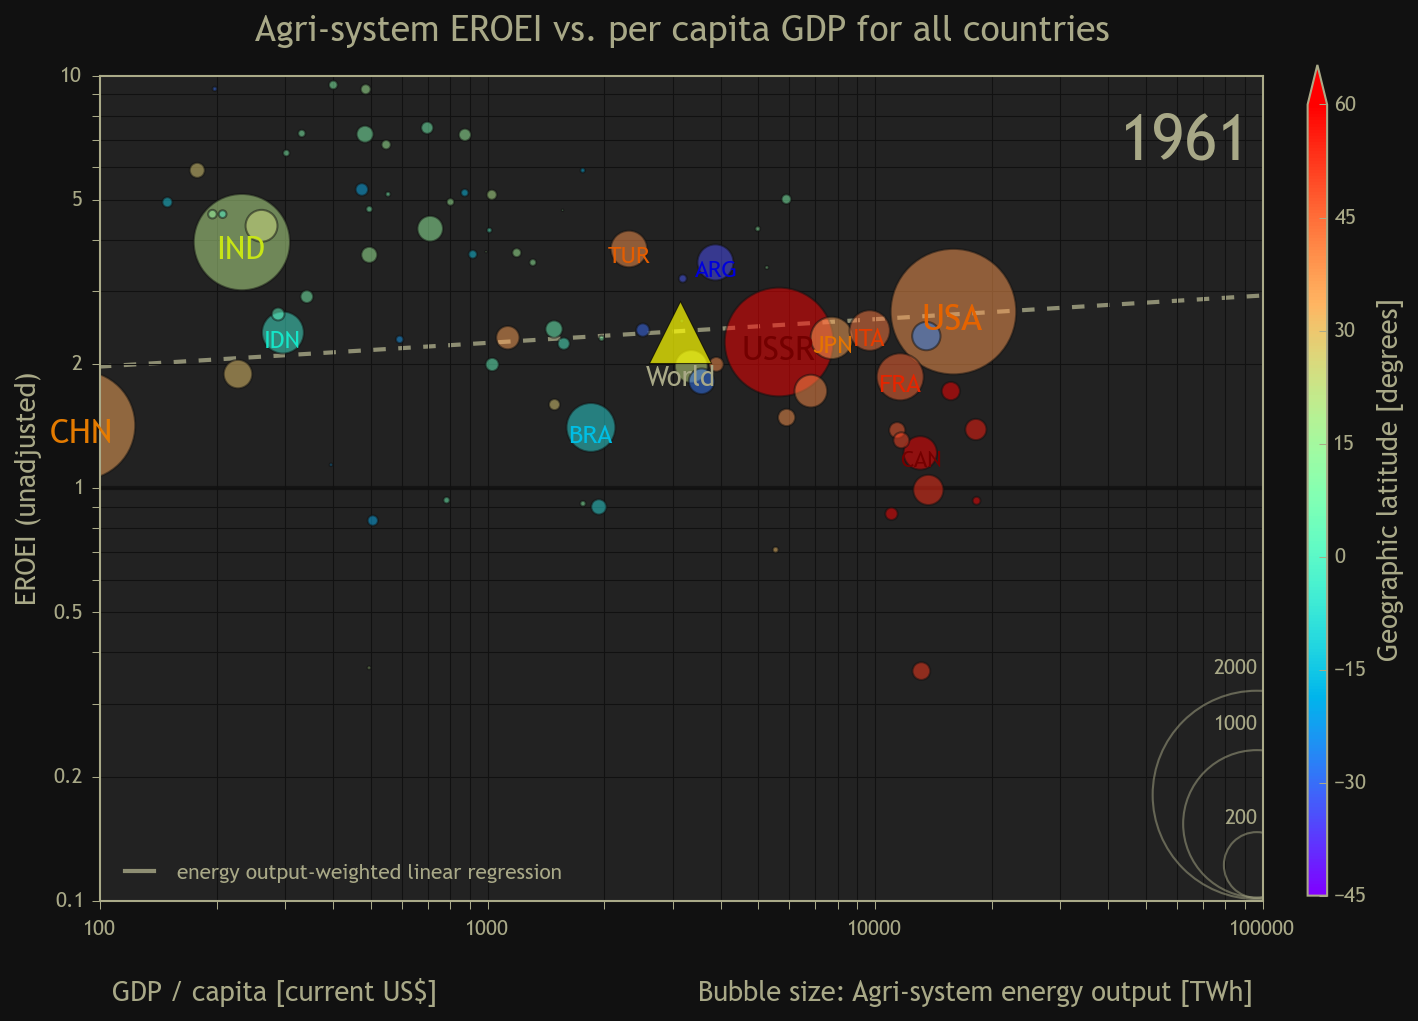 Agri-system EROEI vs. per capita GDP for all countries
1961
10
5
2
1
0.5
0.2
0.1
EROEI (unadjusted)
IND
TUR
ARG
IDN
USA
USSR
JPN
ITA
World
FRA
CHN
BRA
CAN
2000
1000
200
energy output-weighted linear regression
100
1000
10000
100000
GDP / capita [current US$]
Bubble size: Agri-system energy output [TWh]
60
45
30
15
0
−15
−30
−45
Geographic latitude [degrees]